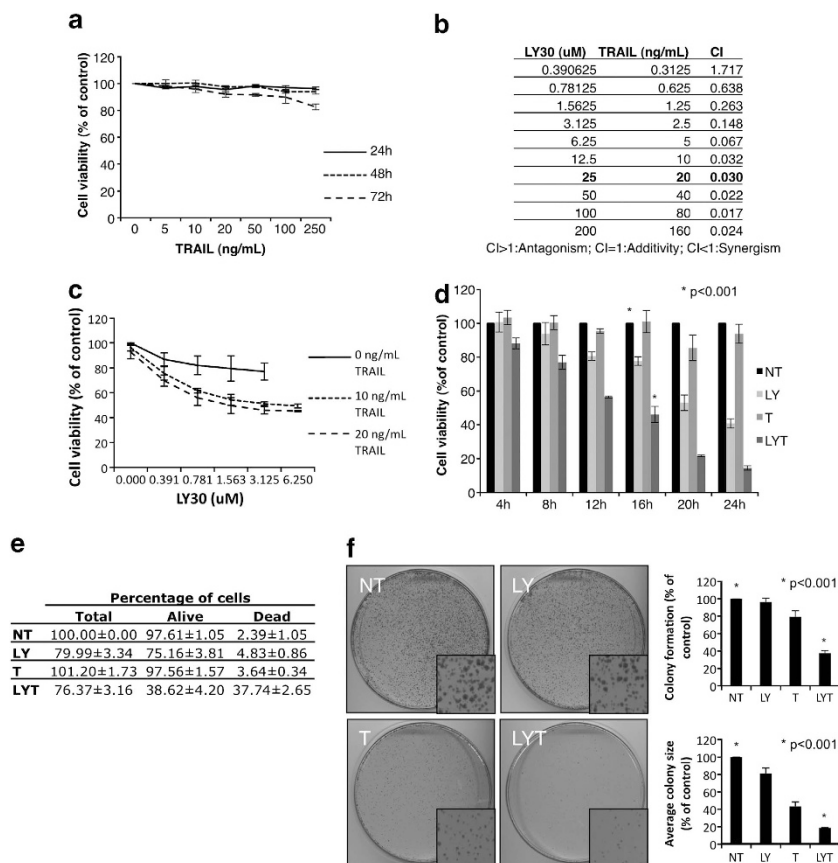 a
Cell viability (% of control)
120
100
80
60
40
20
0
0 5 10 20 50 100 250
TRAIL (ng/mL)
24h
48h
72h
b
LY30 (uM) TRAIL (ng/mL) CI
0.390625 0.3125 1.717
0.78125 0.625 0.638
1.5625 1.25 0.263
3.125 2.5 0.148
6.25 5 0.067
12.5 10 0.032
25 20 0.030
50 40 0.022
100 80 0.017
200 160 0.024
CI>1:Antagonism; CI=1:Additivity; CI<1:Synergism
c
Cell viability (% of control)
120
100
80
60
40
20
0
0.000 0.391 0.781 1.563 3.125 6.250
LY30 (uM)
0 ng/mL
TRAIL
10 ng/mL
TRAIL
20 ng/mL
TRAIL
d
Cell viability (%of control)
120
100
80
60
40
20
0
* * p<0.001
*
4h 8h 12h 16h 20h 24h
NT
LY
T
LYT
e
Percentage of cells
Total Alive Dead
NT 100.00±0.00 97.61±1.05 2.39±1.05
LY 79.99±3.34 75.16±3.81 4.83±0.86
T 101.20±1.73 97.56±1.57 3.64±0.34
LYT 76.37±3.16 38.62±4.20 37.74±2.65
f
NT LY
T LYT
Colony formation (% of
control)
120
100
80
60
40
20
0
* * p<0.001
*
NT LY T LYT
Average colony size
(% of control)
120
100
80
60
40
20
0
* * p<0.001
*
NT LY T LYT